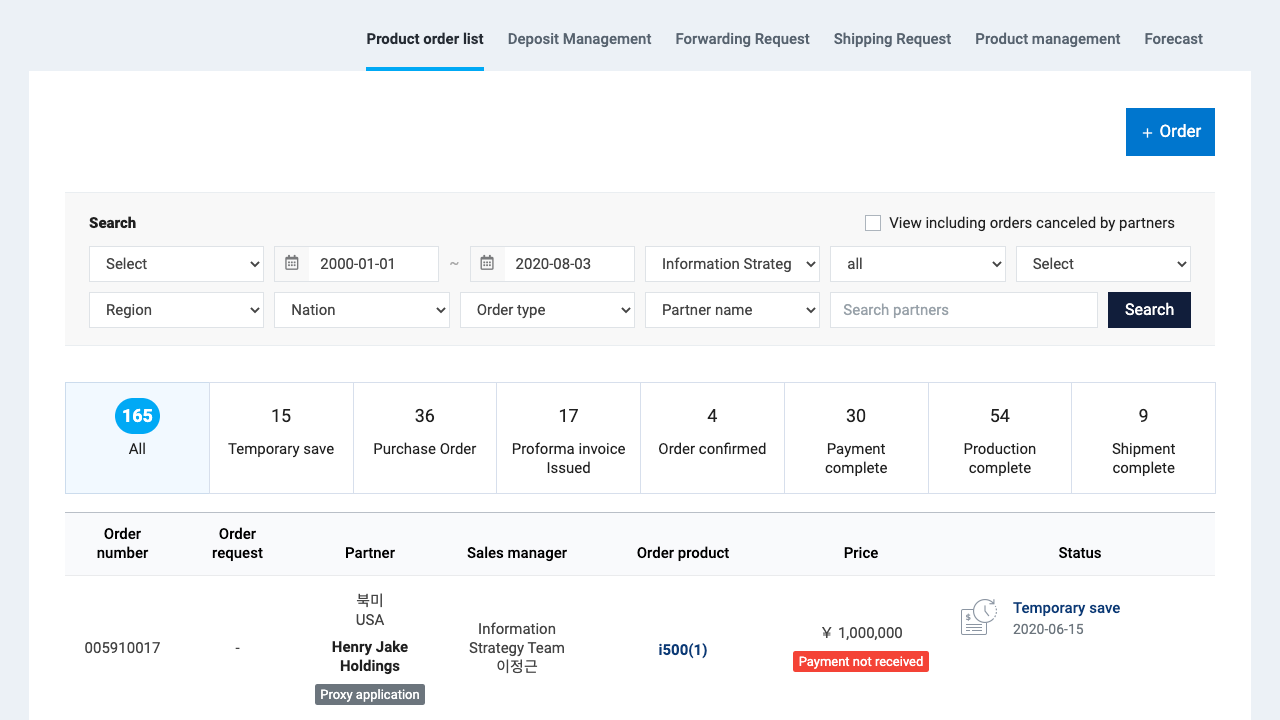 Product order list Deposit Management Forwarding Request Shipping Request Product management Forecast
+ Order
Search View including orders canceled by partners
Select 2000-01-01 ~ 2020-08-03 Information Strateg all Select
Region Nation Order type Partner name Search partners Search
165 15 36 17 4 30 54 9
All Temporary save Purchase Order Proforma invoice Order confirmed Payment Production Shipment
Issued complete complete complete
Order Order
number request Partner Sales manager Order product Price Status
북미
USA
Henry Jake
Holdings
Proxy application
005910017 -
Information
Strategy Team
이정근
i500(1)
¥ 1,000,000
Payment not received
$
Temporary save
2020-06-15